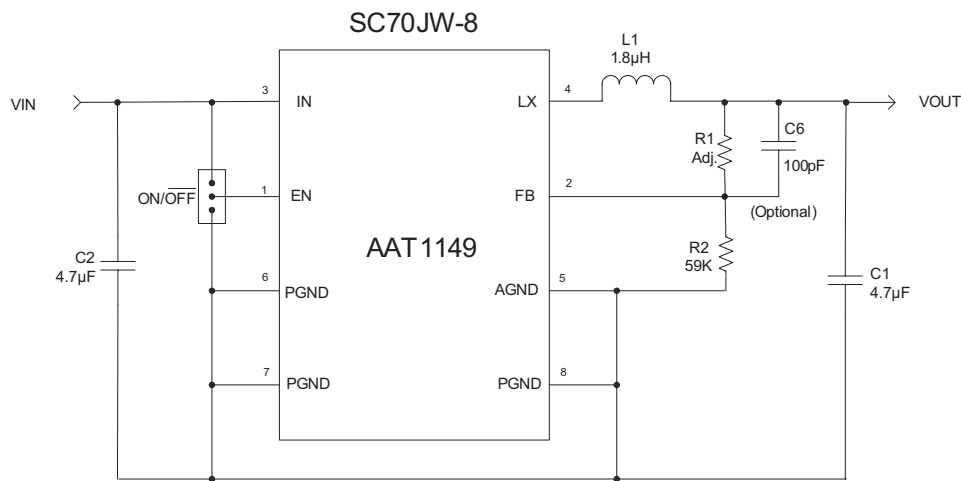 SC70JW-8
L1
1.8µH
VIN
3
IN
LX
4
VOUT
R1
Adj.
C6
100pF
ON/OFF
1
EN
FB
2
(Optional)
AAT1149
R2
59K
C2
4.7µF
C1
4.7µF
6
PGND
AGND
5
7
PGND
PGND
8